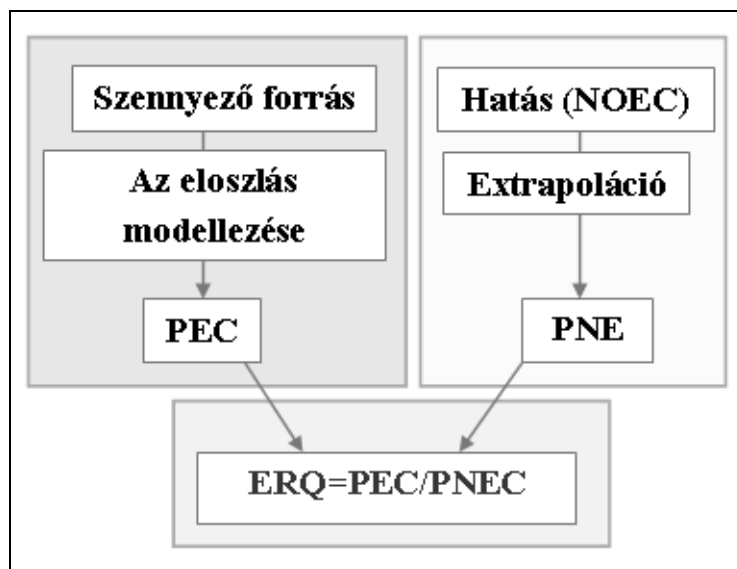 Szennyező forrás
Az eloszlás
modellezése
PEC
Hatás (NOEC)
Extrapoláció
PNE
ERQ=PEC/PNEC